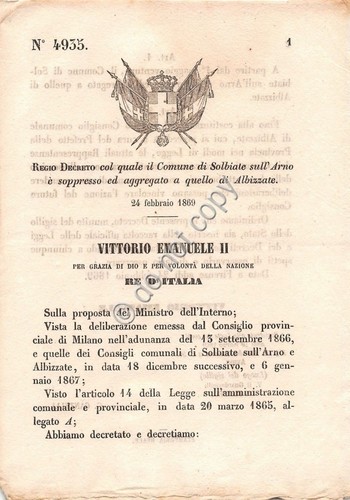 N° 4935.
1
REGIO DECRETO col quale il Comune di Solbiate sull'Arno
è soppresso ed aggregato a quello di Albizzate.
24 febbraio 1869
VITTORIO EMANUELE II
PER GRAZIA DI DIO E PER VOLONTÀ DELLA NAZIONE
RE D'ITALIA
Sulla proposta del Ministro dell'Interno;
Vista la deliberazione emessa dal Consiglio provin-
ciale di Milano nell'adunanza del 15 settembre 1866,
e quelle dei Consigli comunali di Solbiate sull'Arno e
Albizzate, in data 18 dicembre successivo, e 6
gennaio 1867;
Visto l'articolo 14 della Legge sull'amministrazione
comunale e provinciale, in data 20 marzo 1865, al-
legato A;
Abbiamo decretato e decretiamo:
do not copy